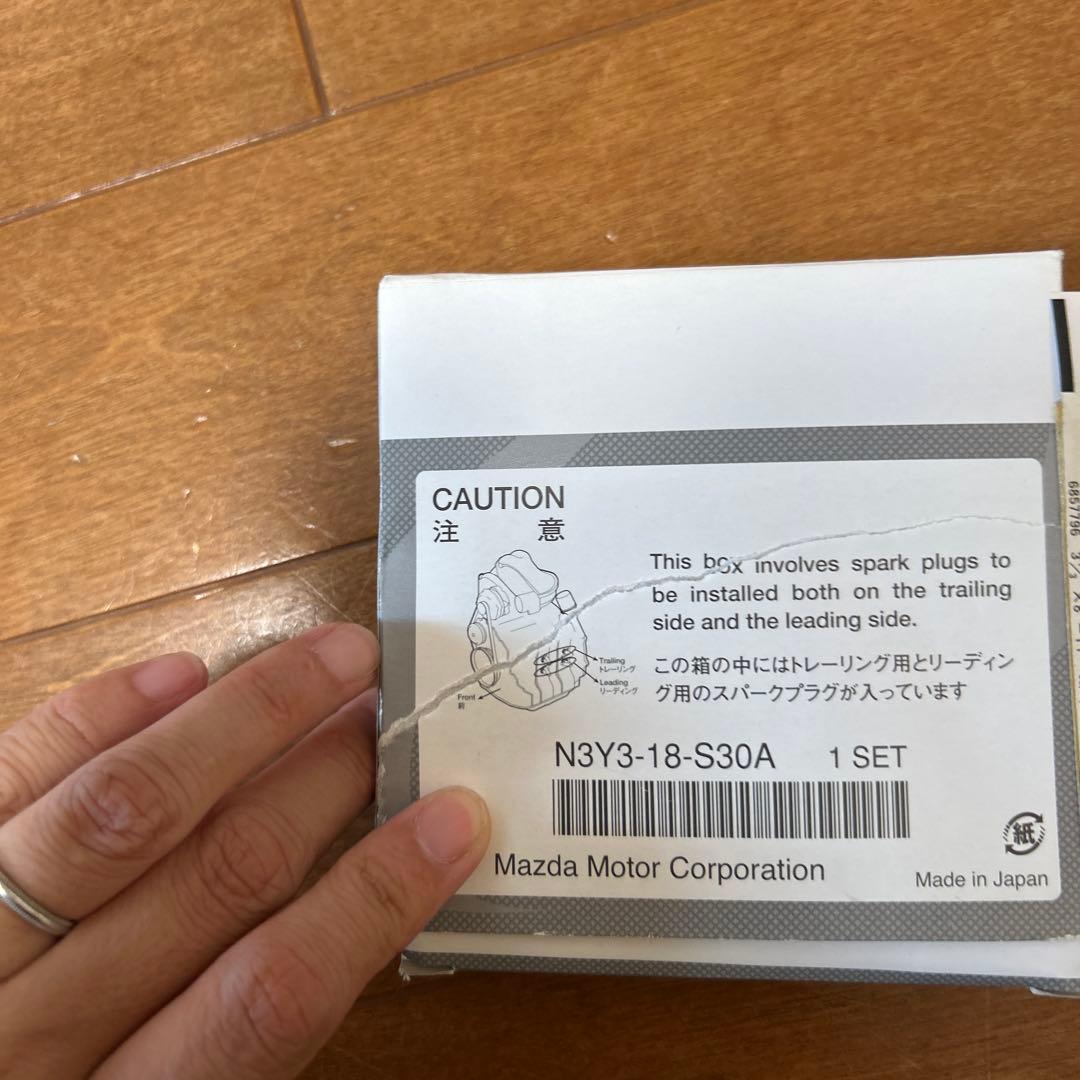 CAUTION
注 意
This box involves spark plugs to
be installed both on the trailing
side and the leading side.
Trailing
トレーリング
Leading
リーディング
Front
前
この箱の中にはトレーリング用とリーディン
グ用のスパークプラグが入っています
N3Y3-18-S30A 1 SET
Mazda Motor Corporation
紙
Made in Japan
6857796